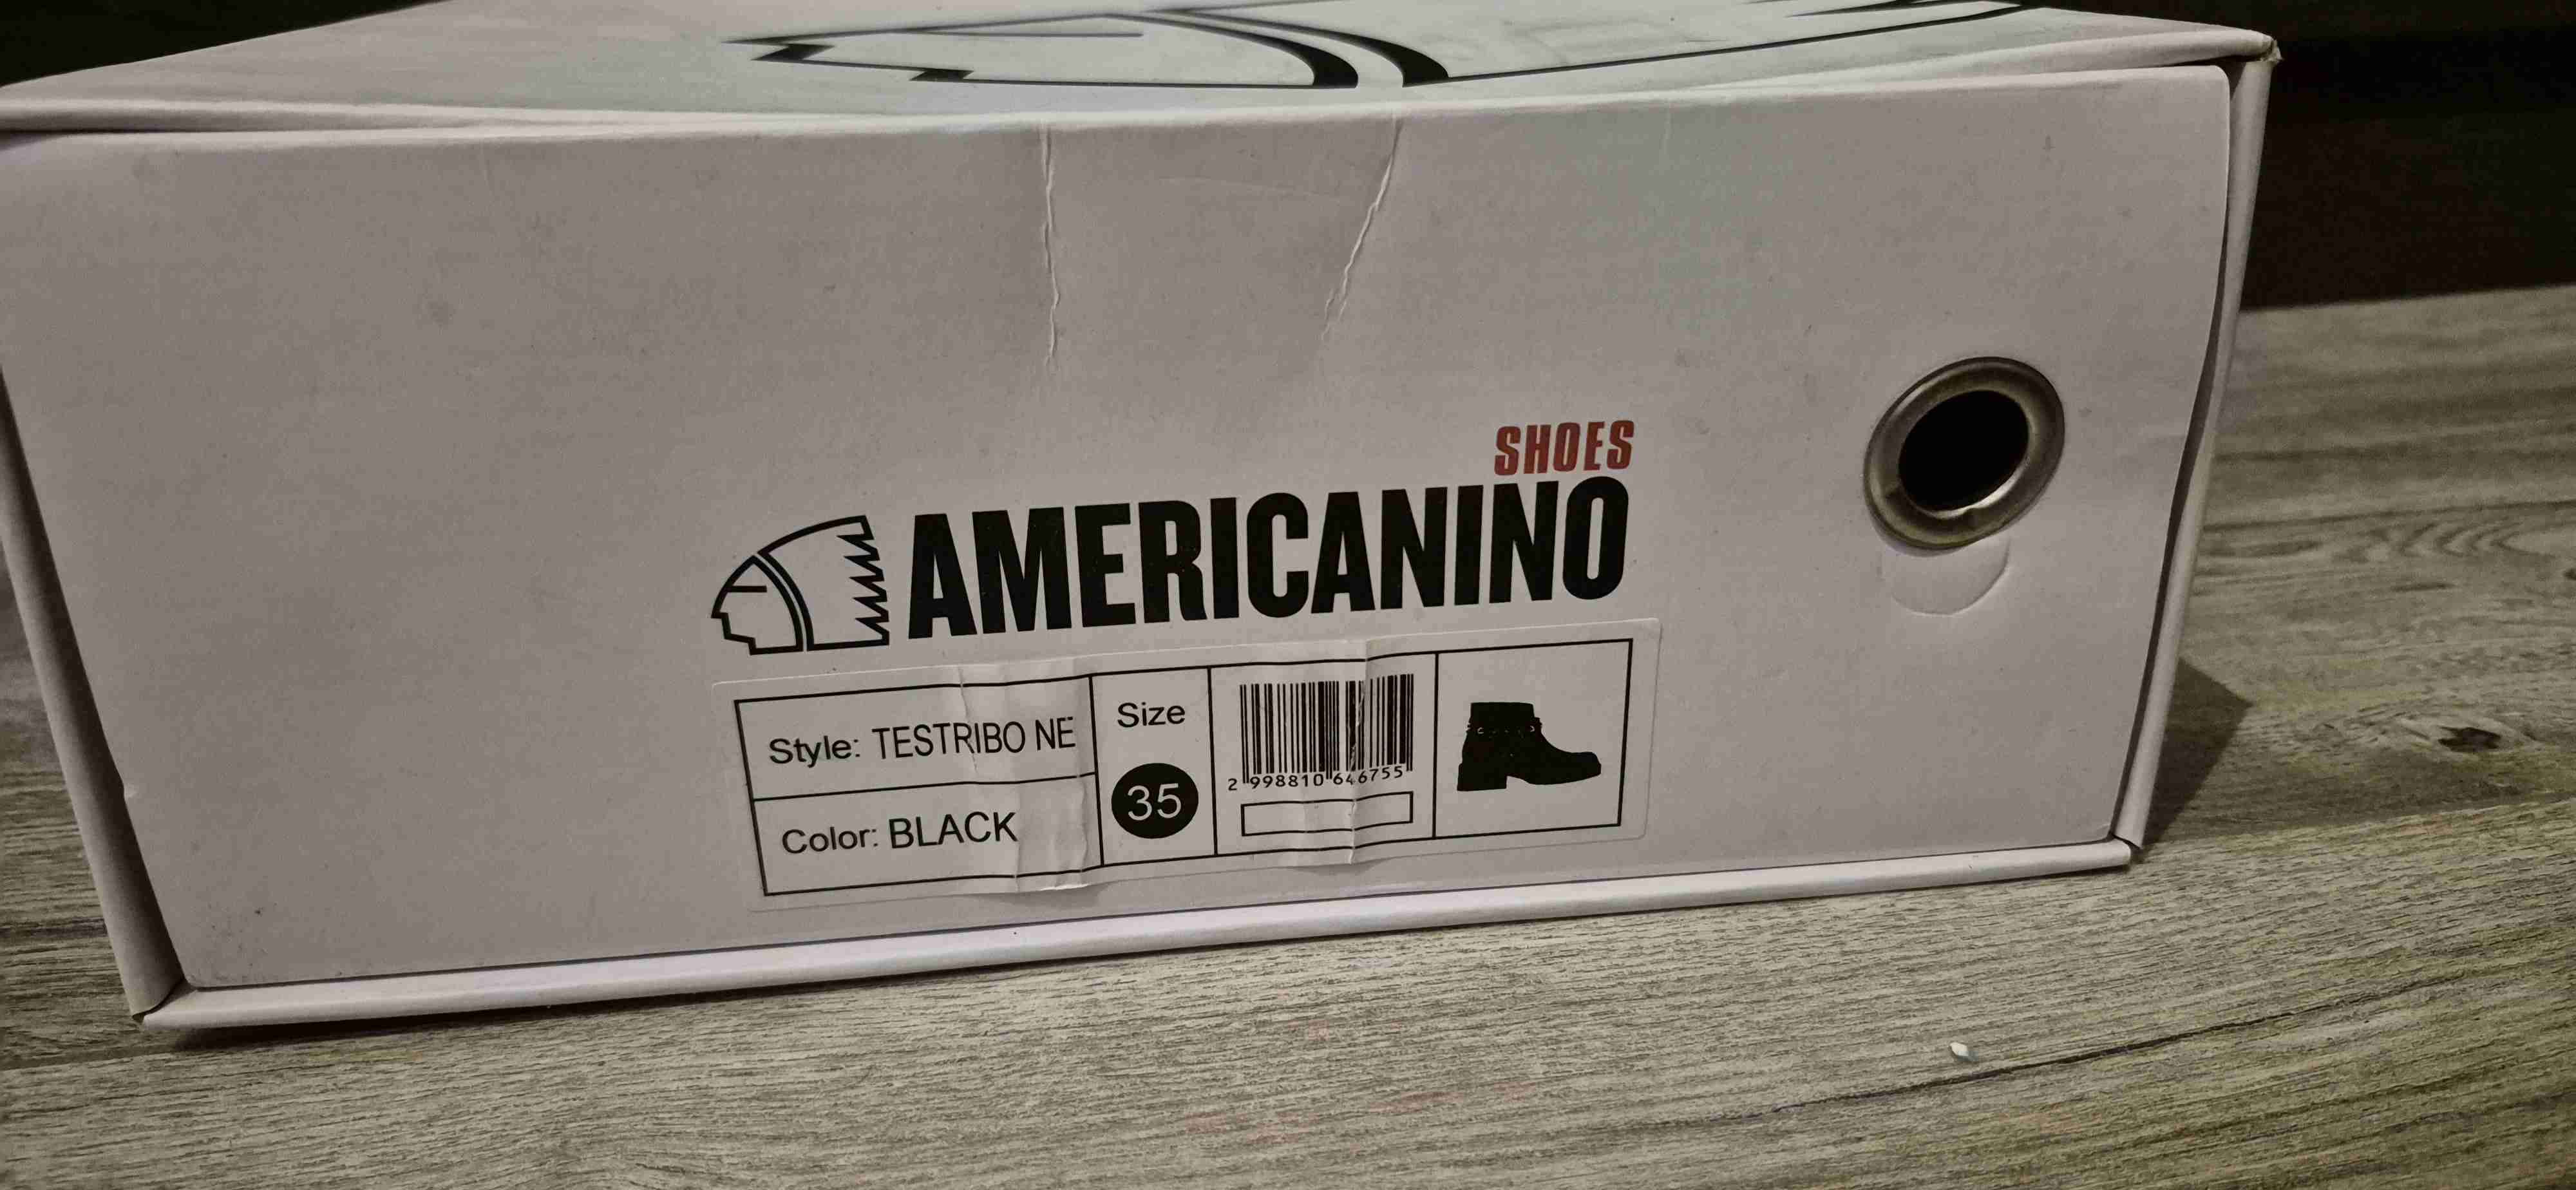 SHOES
AMERICANINO
Style: TESTRIBO NE
Color: BLACK
Size
35
2 998810 646755